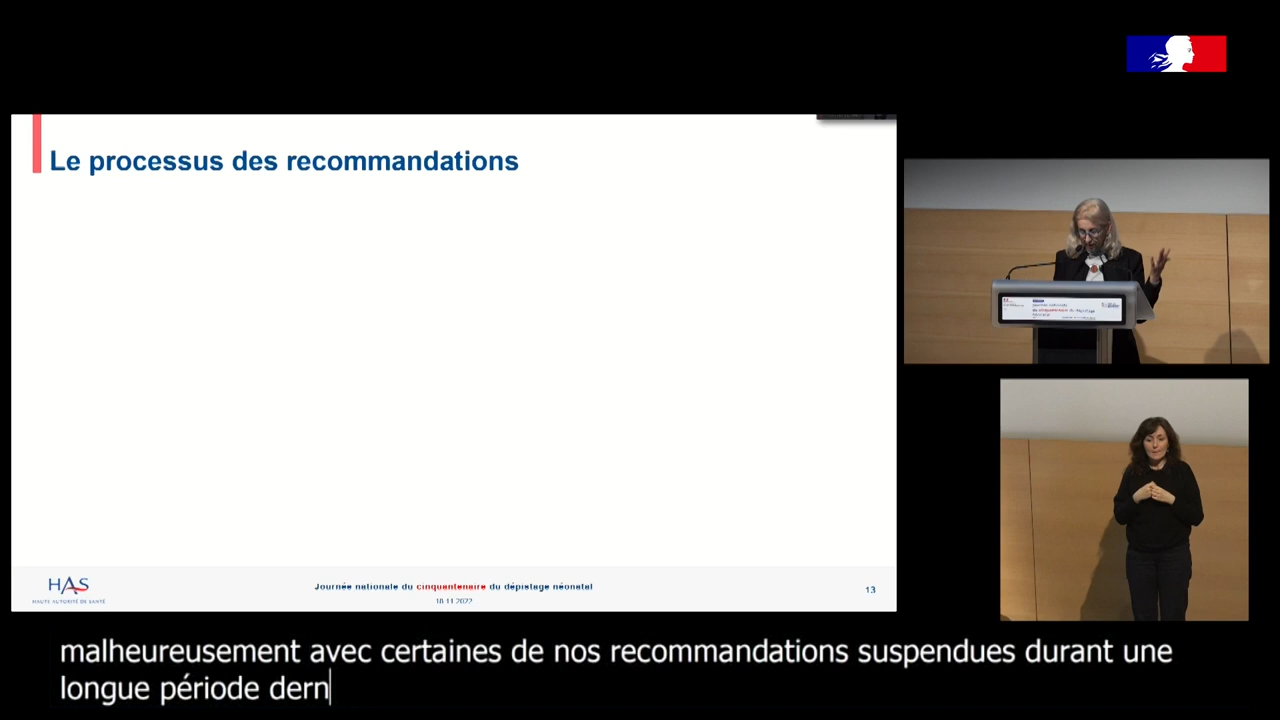 Le processus des recommandations
HAS
HAUTE AUTORITÉ DE SANTÉ
Journée nationale du cinquantenaire du dépistage néonatal
18.11.2022
13
malheureusement avec certaines de nos recommandations suspendues durant une
longue période dern